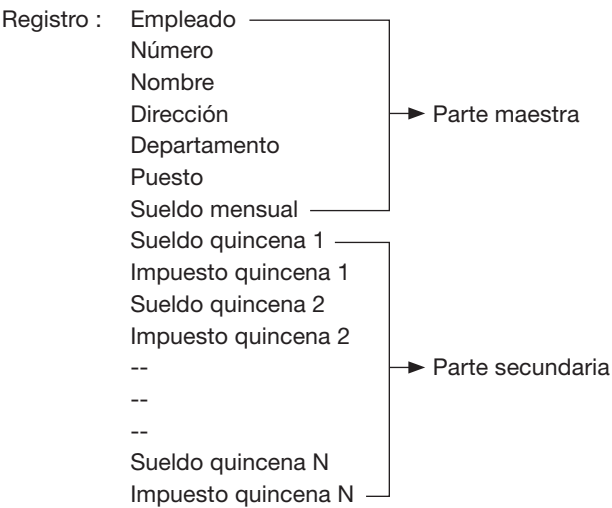 Registro : Empleado
Número
Nombre
Dirección
Parte maestra
Departamento
Puesto
Sueldo mensual
Sueldo quincena 1
Impuesto quincena 1
Sueldo quincena 2
Impuesto quincena 2
--
Parte secundaria
--
--
Sueldo quincena N
Impuesto quincena N